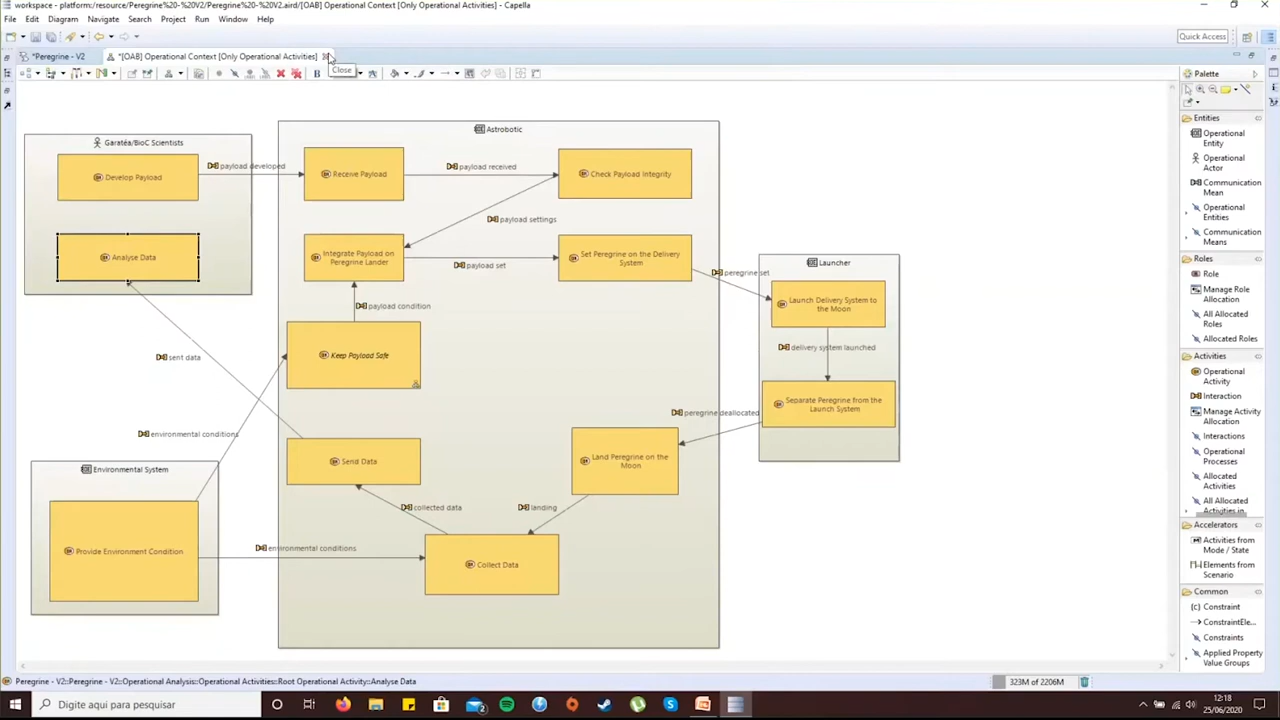 workspace - platform:/resource/Peregrine%20-%20V2/Peregrine%20-%20V2.aird/[OAB] Operational Context [Only Operational Activities] - Capella
File Edit Diagram Navigate Search Project Run Window Help
Quick Access
*Peregrine - V2
*[OAB] Operational Context [Only Operational Activities]
Close
B
Garatéa/BioC Scientists
Develop Payload
Analyse Data
payload developed
Astrobotic
Receive Payload
payload received
Check Payload Integrity
payload settings
Integrate Payload on
Peregrine Lander
payload set
Set Peregrine on the Delivery
System
payload condition
Keep Payload Safe
peregrine set
Launcher
Launch Delivery System to
the Moon
delivery system launched
Separate Peregrine from the
Launch System
peregrine deallocated
sent data
environmental conditions
Send Data
Land Peregrine on the
Moon
collected data
landing
Environmental System
Provide Environment Condition
environmental conditions
Collect Data
Palette
Entities
Operational
Entity
Operational
Actor
Communication
Mean
Operational
Entities
Communication
Means
Roles
Role
Manage Role
Allocation
All Allocated
Roles
Allocated Roles
Activities
Operational
Activity
Interaction
Manage Activity
Allocation
Interactions
Operational
Processes
Allocated
Activities
All Allocated
Activities in
Accelerators
Activities from
Mode / State
Elements from
Scenario
Common
Constraint
ConstraintEle...
Constraints
Applied Property
Value Groups
Peregrine - V2::Peregrine - V2::Operational Analysis::Operational Activities::Root Operational Activity::Analyse Data
323M of 2206M
Digite aqui para pesquisar
2
12:18
25/06/2020